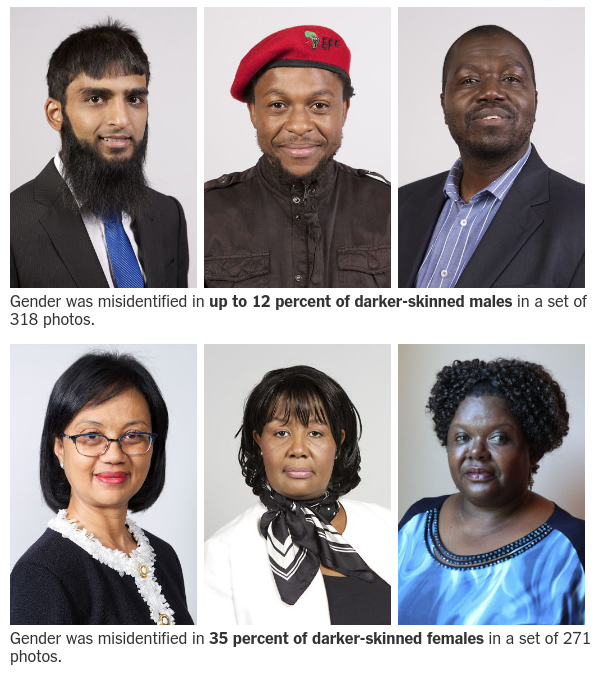 EFF
Gender was misidentified in up to 12 percent of darker-skinned males in a set of
318 photos.
Gender was misidentified in 35 percent of darker-skinned females in a set of 271
photos.